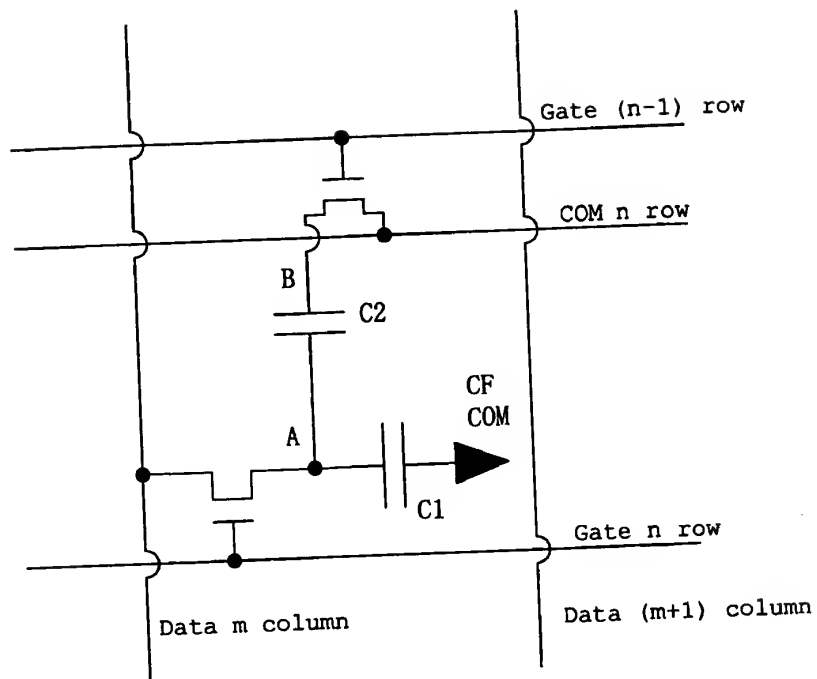 Gate (n-1) row
COM n row
B
C2
CF
COM
A
C1
Gate n row
Data m column
Data (m+1) column